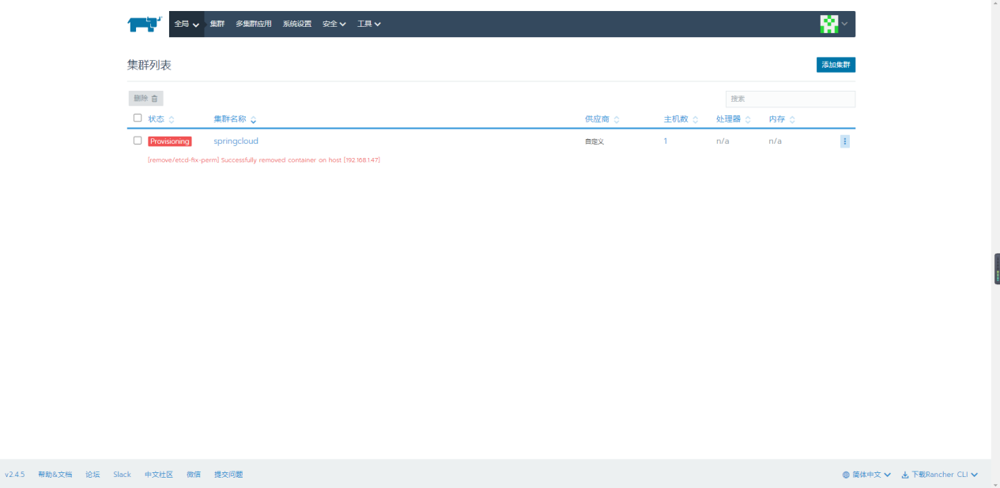 全局 集群 多集群应用 系统设置 安全 工具
集群列表 添加集群
删除 搜索
状态 集群名称 供应商 主机数 处理器 内存
Provisioning springcloud 自定义 1 n/a n/a
[remove/etcd-fix-perm] Successfully removed container on host [192.168.1.47]
v2.4.5 帮助&文档 论坛 Slack 中文社区 微信 提交问题 简体中文 下载Rancher CLI